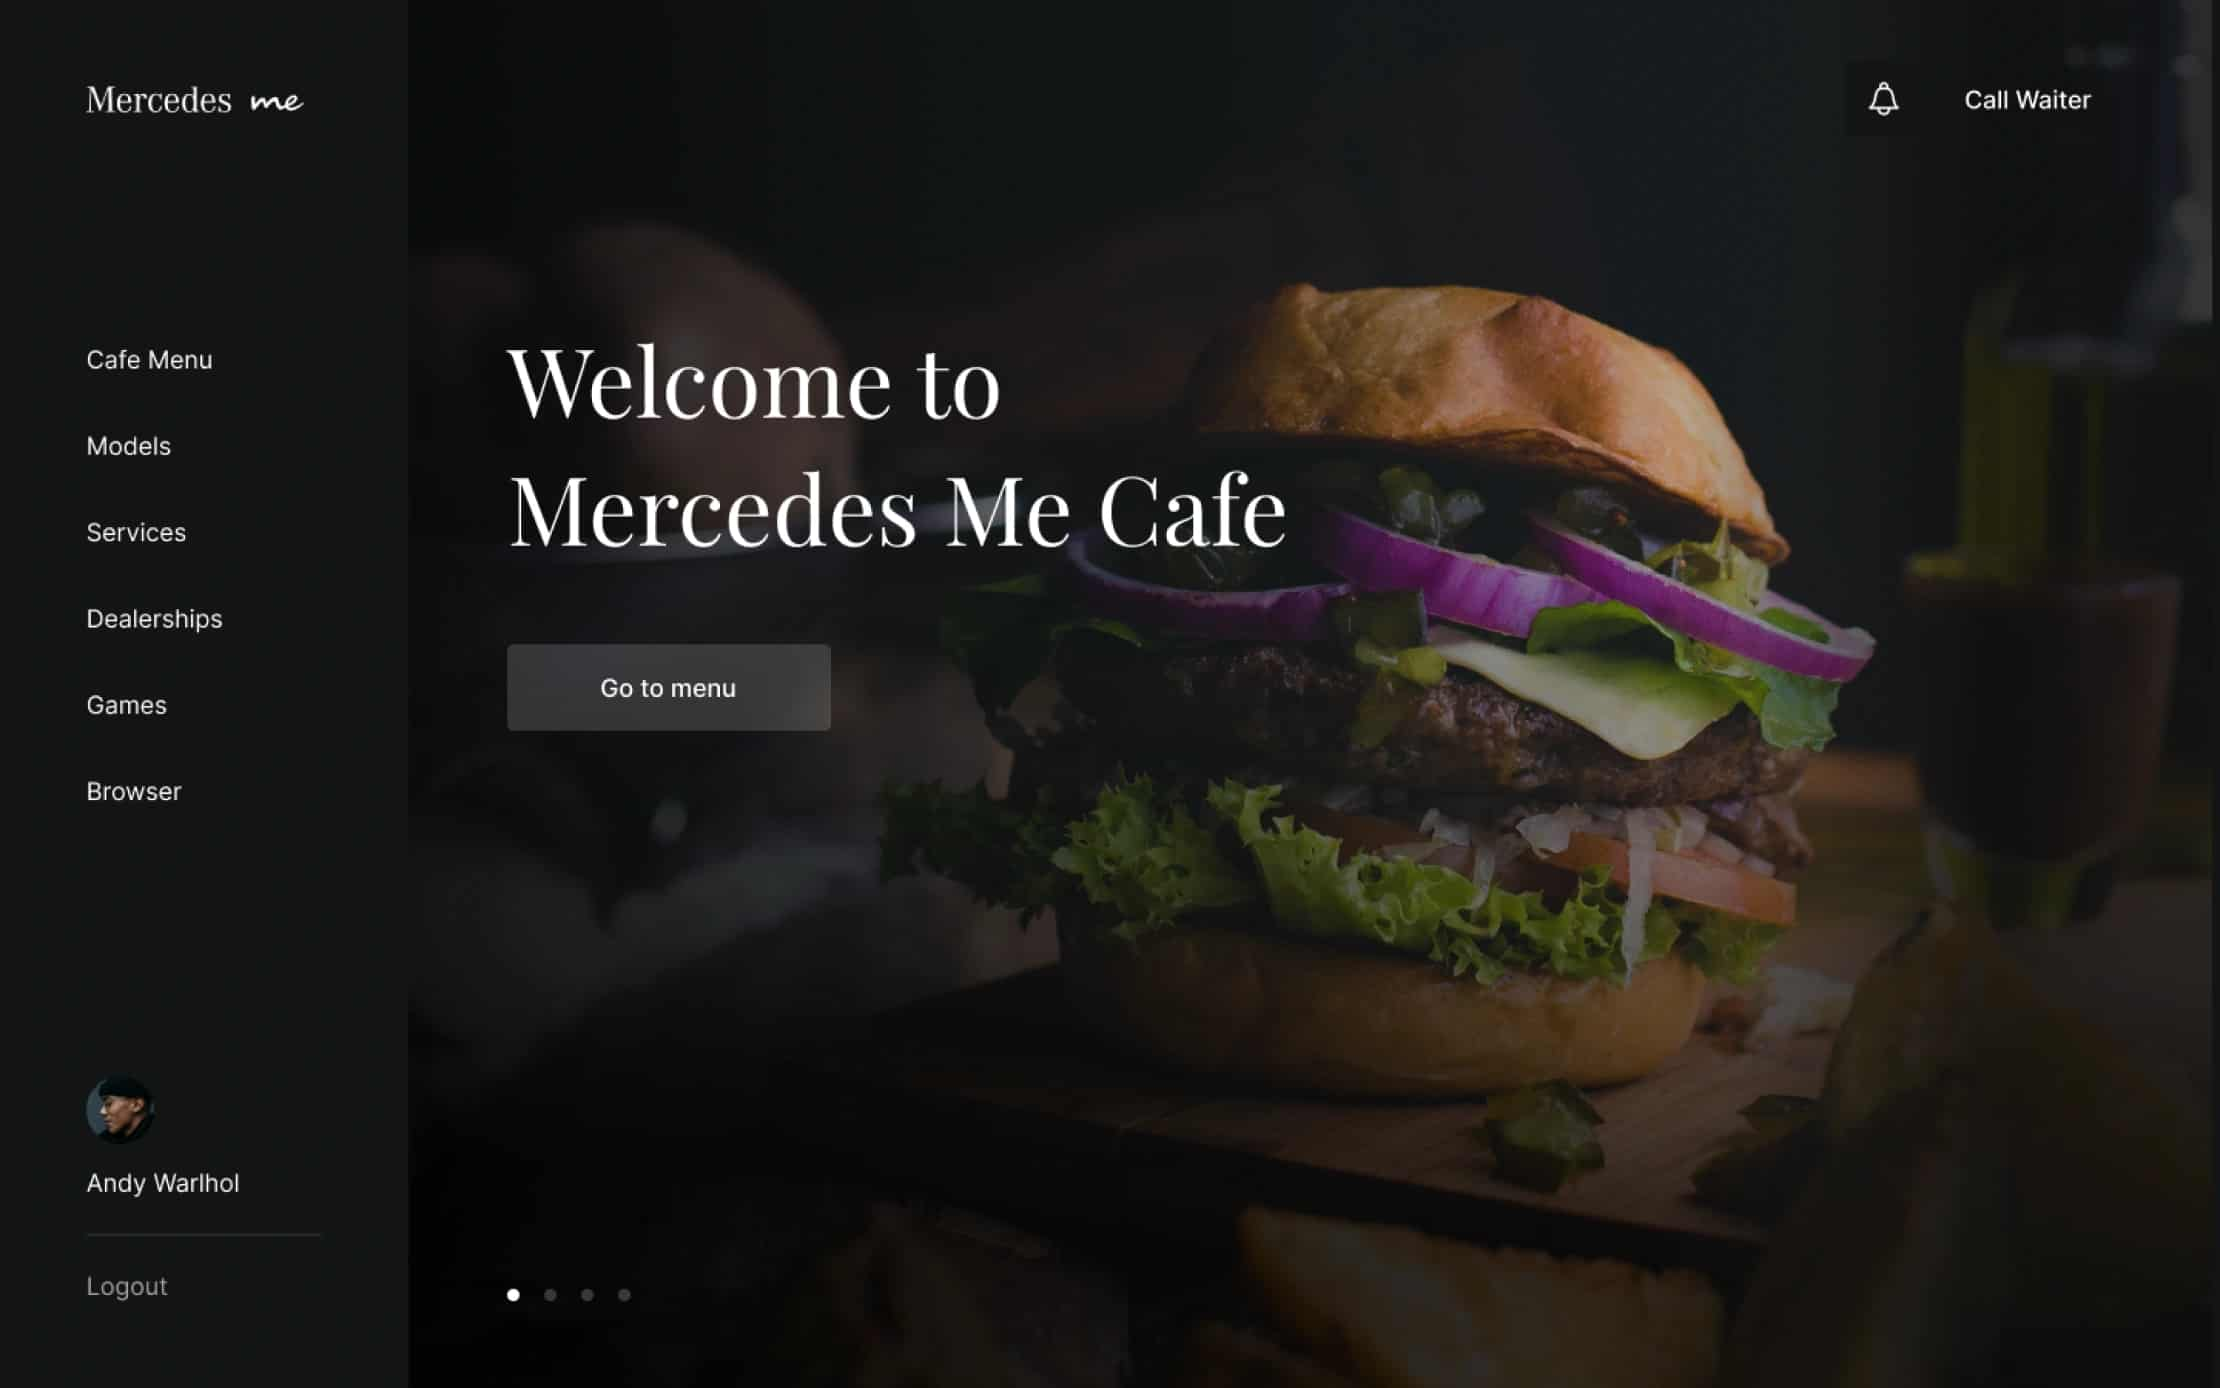 Mercedes me
Call Waiter
Cafe Menu
Models
Services
Dealerships
Games
Browser
Welcome to
Mercedes Me Cafe
Go to menu
Andy Warlhol
Logout